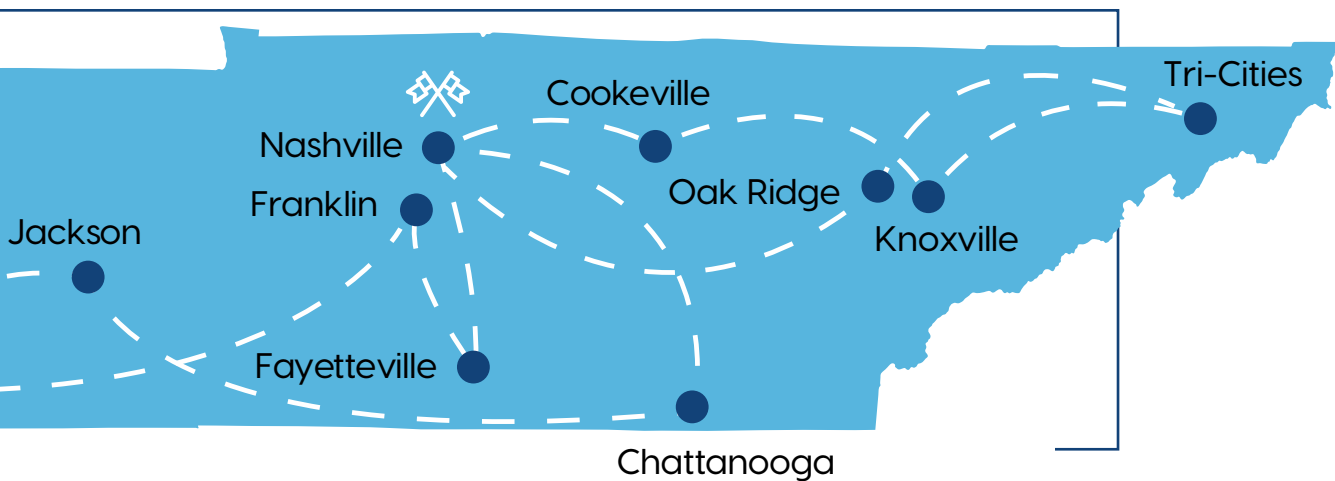 Tri-Cities
Cookeville
Nashville
Oak Ridge
Franklin
Knoxville
Jackson
Fayetteville
Chattanooga